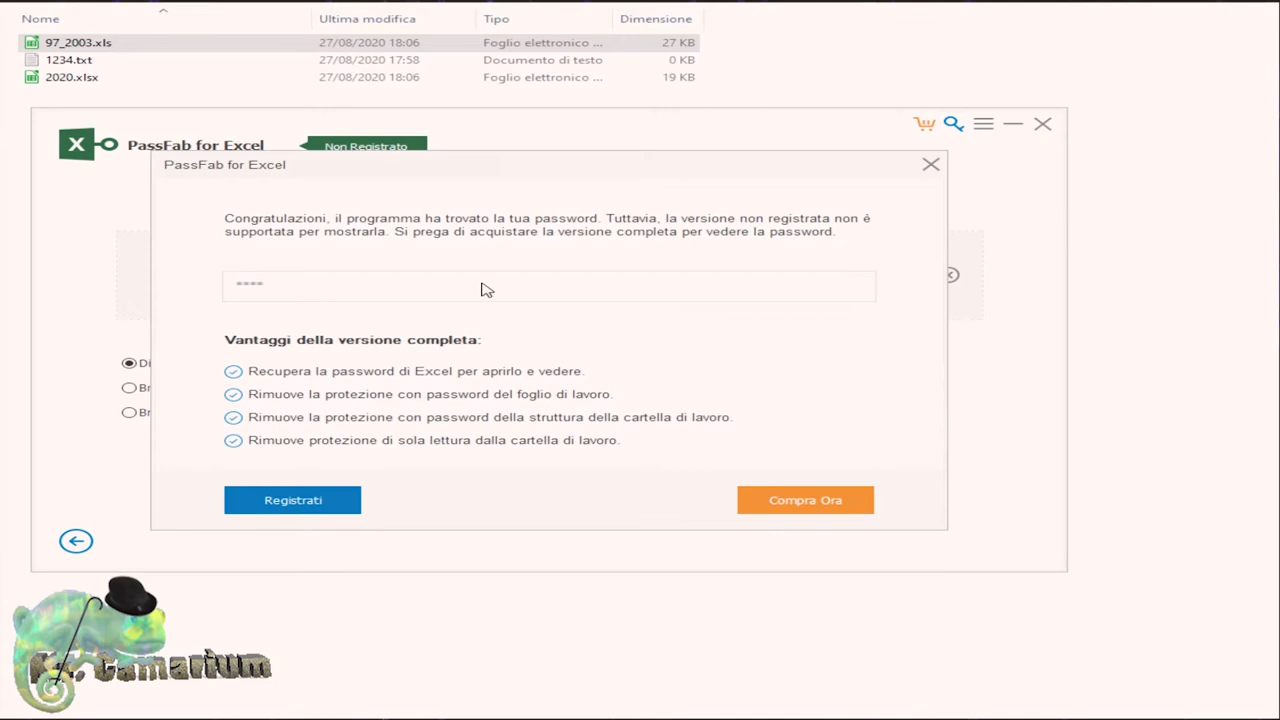 Nome Ultima modifica Tipo Dimensione
97_2003.xls 27/08/2020 18:06 Foglio elettronico ... 27 KB
1234.txt 27/08/2020 17:58 Documento di testo 0 KB
2020.xlsx 27/08/2020 18:06 Foglio elettronico ... 19 KB
X PassFab for Excel Non Registrato
PassFab for Excel
Congratulazioni, il programma ha trovato la tua password. Tuttavia, la versione non registrata non è
supportata per mostrarla. Si prega di acquistare la versione completa per vedere la password.
****
Vantaggi della versione completa:
Di
Recupera la password di Excel per aprirlo e vedere.
Br
Rimuove la protezione con password del foglio di lavoro.
Br
Rimuove la protezione con password della struttura della cartella di lavoro.
Rimuove protezione di sola lettura dalla cartella di lavoro.
Registrati Compra Ora
Camarium